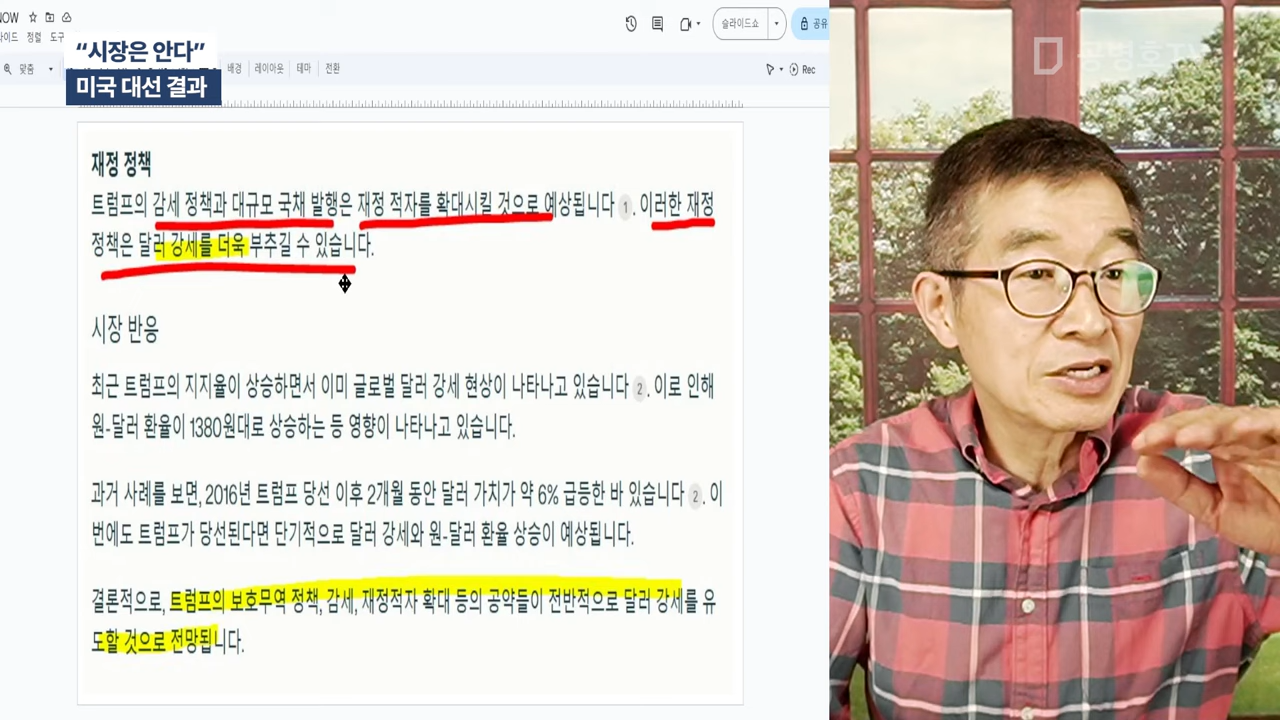 NOW
슬라이드쇼
공유
라이드 정렬 도구
“시장은 안다”
미국 대선 결과
맞춤
배경 레이아웃 테마 전환
Rec
공병호TV
재정 정책
트럼프의 감세 정책과 대규모 국채 발행은 재정 적자를 확대시킬 것으로 예상됩니다 1. 이러한 재정
정책은 달러 강세를 더욱 부추길 수 있습니다.
시장 반응
최근 트럼프의 지지율이 상승하면서 이미 글로벌 달러 강세 현상이 나타나고 있습니다 2. 이로 인해
원-달러 환율이 1380원대로 상승하는 등 영향이 나타나고 있습니다.
과거 사례를 보면, 2016년 트럼프 당선 이후 2개월 동안 달러 가치가 약 6% 급등한 바 있습니다 2. 이
번에도 트럼프가 당선된다면 단기적으로 달러 강세와 원-달러 환율 상승이 예상됩니다.
결론적으로, 트럼프의 보호무역 정책, 감세, 재정적자 확대 등의 공약들이 전반적으로 달러 강세를 유
도할 것으로 전망됩니다.